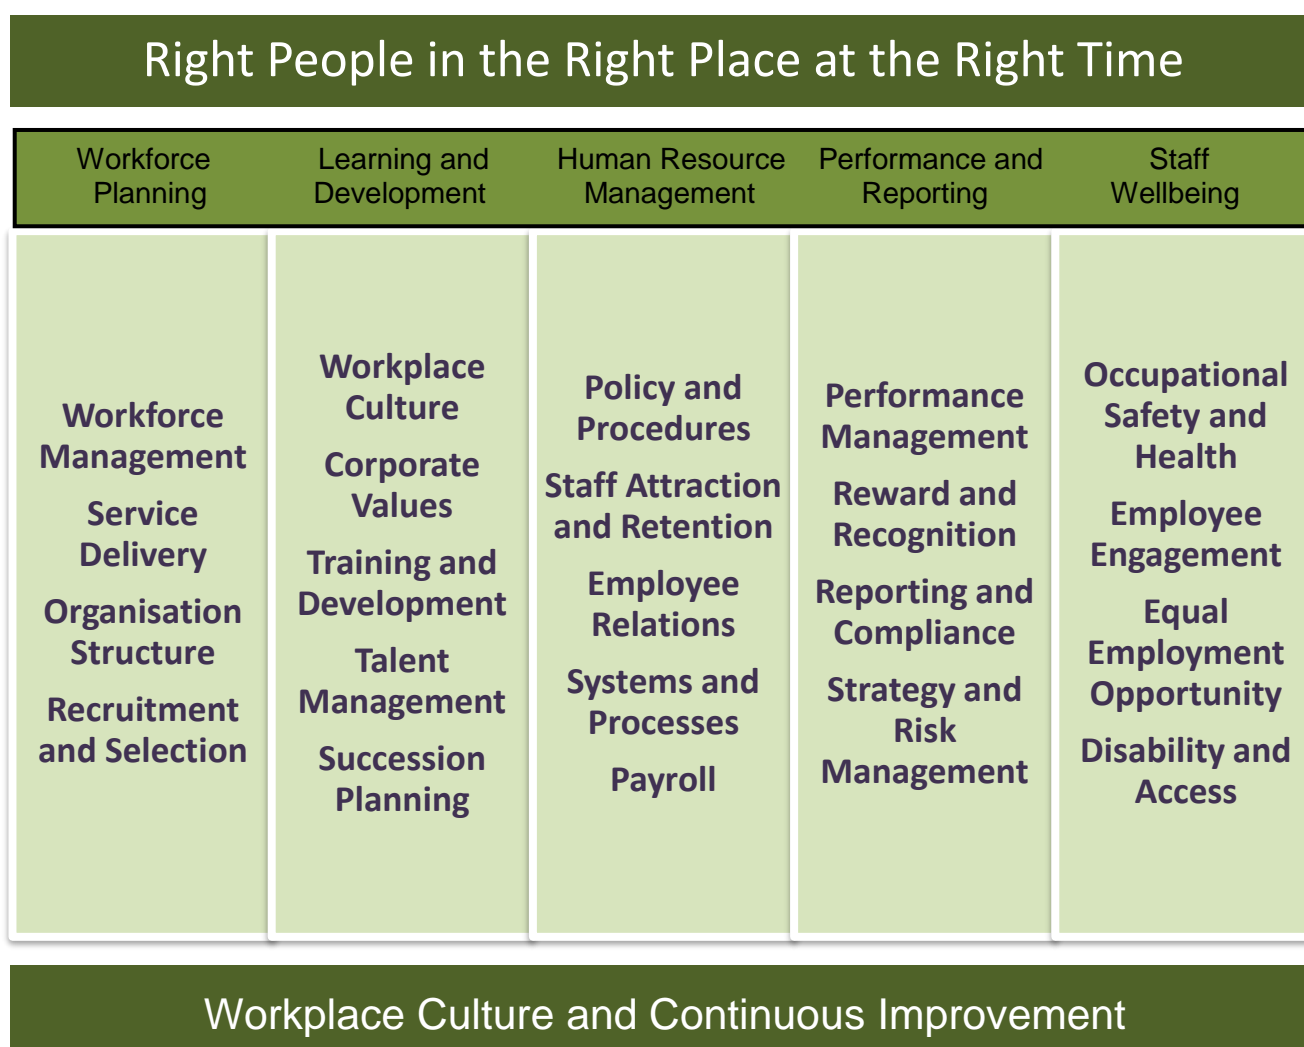 Right People in the Right Place at the Right Time
Workforce
Planning
Learning and
Development
Human Resource
Management
Performance and
Reporting
Staff
Wellbeing
Workforce
Management
Service
Delivery
Organisation
Structure
Recruitment
and Selection
Workplace
Culture
Corporate
Values
Training and
Development
Talent
Management
Succession
Planning
Policy and
Procedures
Staff Attraction
and Retention
Employee
Relations
Systems and
Processes
Payroll
Performance
Management
Reward and
Recognition
Reporting and
Compliance
Strategy and
Risk
Management
Occupational
Safety and
Health
Employee
Engagement
Equal
Employment
Opportunity
Disability and
Access
Workplace Culture and Continuous Improvement